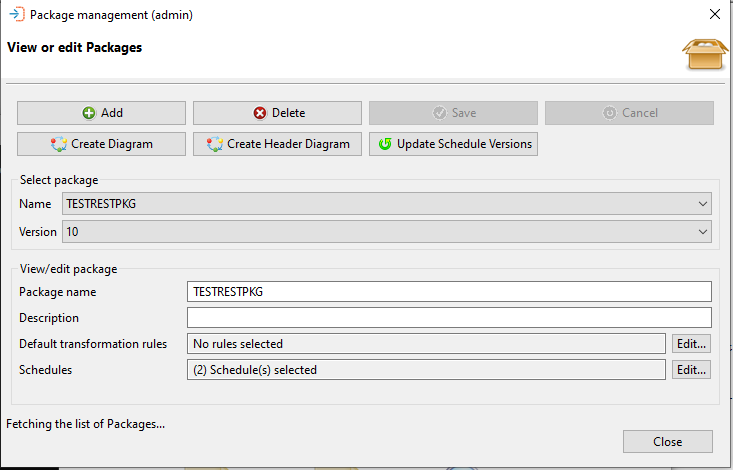 Package management (admin)
View or edit Packages
Add
Delete
Save
Cancel
Create Diagram
Create Header Diagram
Update Schedule Versions
Select package
Name
TESTRESTPKG
Version
10
View/edit package
Package name
TESTRESTPKG
Description
Default transformation rules
No rules selected
Edit...
Schedules
(2) Schedule(s) selected
Edit...
Fetching the list of Packages...
Close